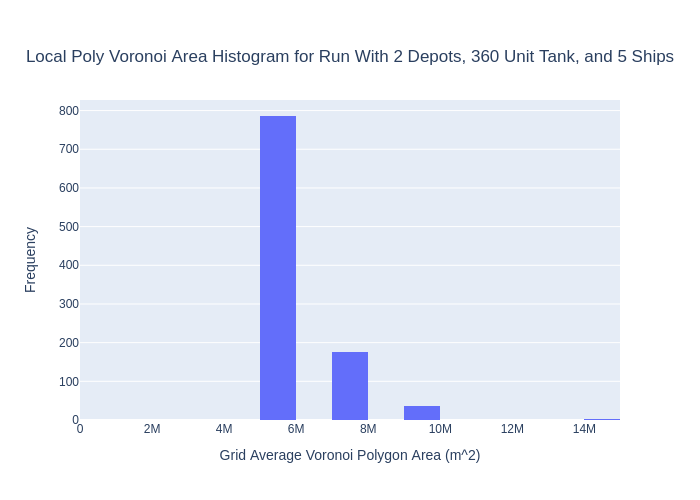 Local Poly Voronoi Area Histogram for Run With 2 Depots, 360 Unit Tank, and 5 Ships
800
700
600
500
400
300
200
100
0
Frequency
0 2M 4M 6M 8M 10M 12M 14M
Grid Average Voronoi Polygon Area (m^2)